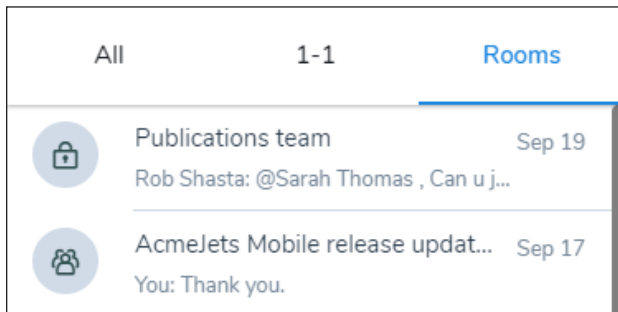 All 1-1 Rooms
Publications team Sep 19
Rob Shasta: @Sarah Thomas , Can u j...
AcmeJets Mobile release updat... Sep 17
You: Thank you.